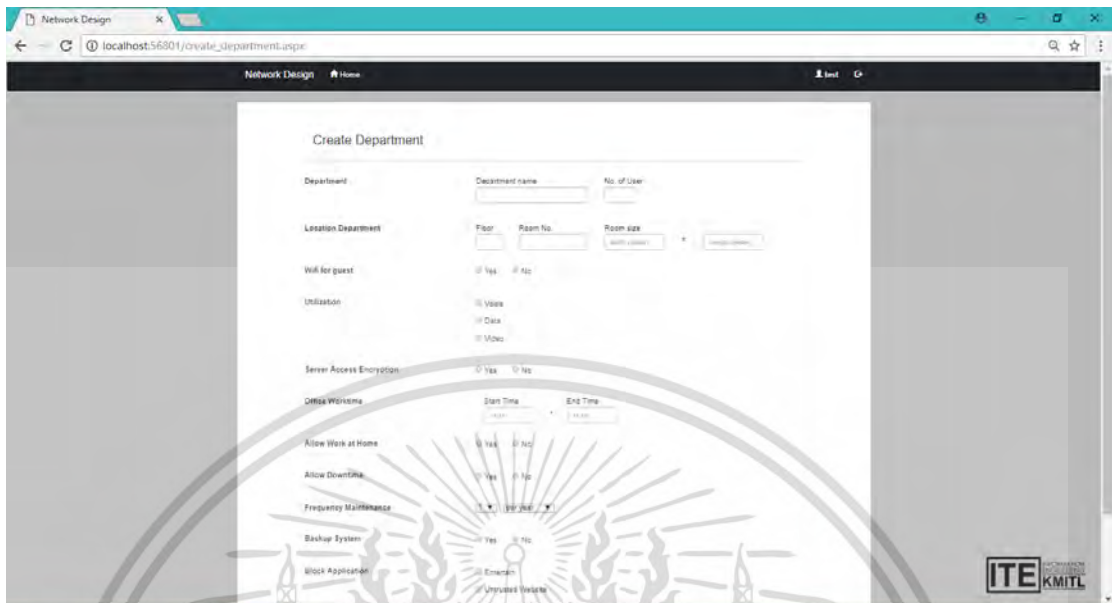 Network Design
localhost:56801/create_department.aspx
Network Design Home test
Create Department
Department Department name No. of User
Location Department Floor Room No. Room size
*
Wifi for guest Yes No
Utilization Voice
Data
Video
Server Access Encryption Yes No
Office Worktime Start Time End Time
Allow Work at Home Yes No
Allow Downtime Yes No
Frequency Maintenance 1 per year
Backup System Yes No
Block Application Entertain
Untrusted Website
ITE KMITL